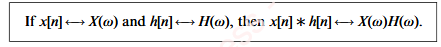 If x[n] ⟷ X(ω) and h[n] ⟷ H(ω), then x[n] ∗ h[n] ⟷ X(ω)H(ω).